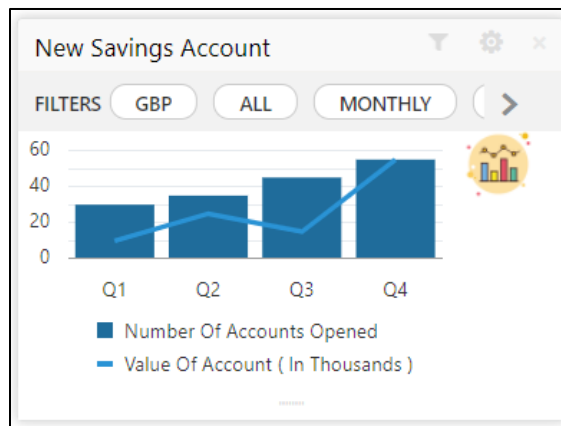 New Savings Account
FILTERS GBP ALL MONTHLY
60
40
20
0
Q1 Q2 Q3 Q4
Number Of Accounts Opened
Value Of Account ( In Thousands )